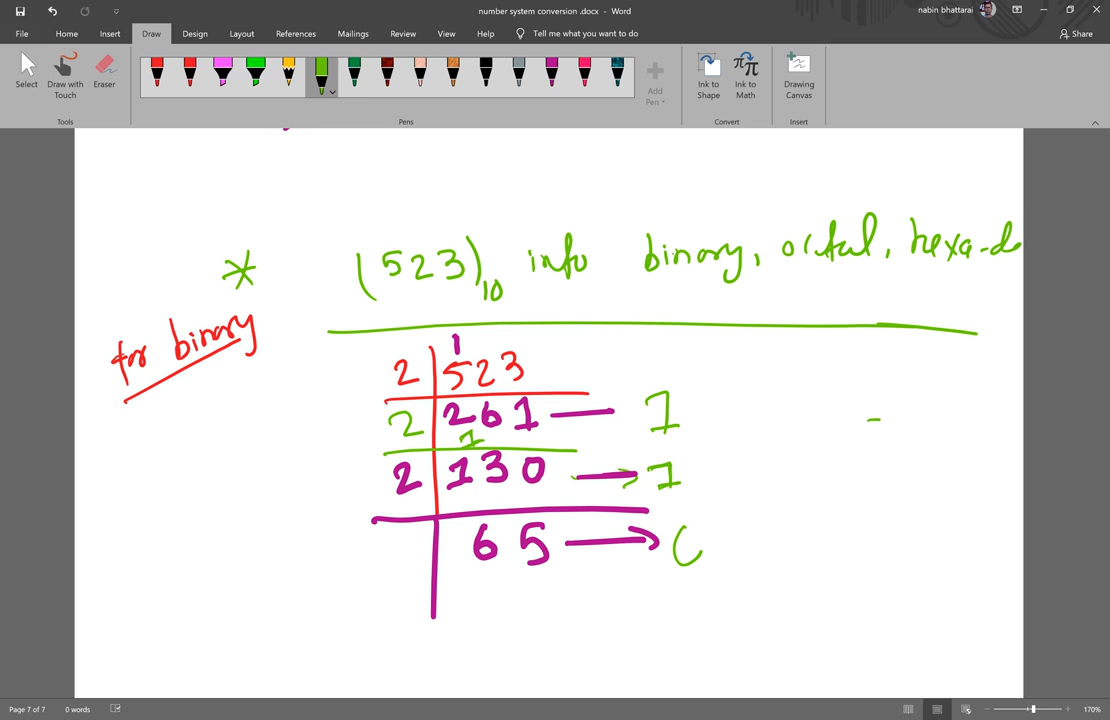 number system conversion .docx - Word
nabin bhattarai
File Home Insert Draw Design Layout References Mailings Review View Help Tell me what you want to do Share
Select Draw with Touch Eraser Add Pen Ink to Shape Ink to Math Drawing Canvas
Tools Pens Convert Insert
* (523)10 into binary, octal, hexa-de
for binary
1
2 523
2 261 — 1
1
2 130 → 1
65 → 0
Page 7 of 7 0 words 170%